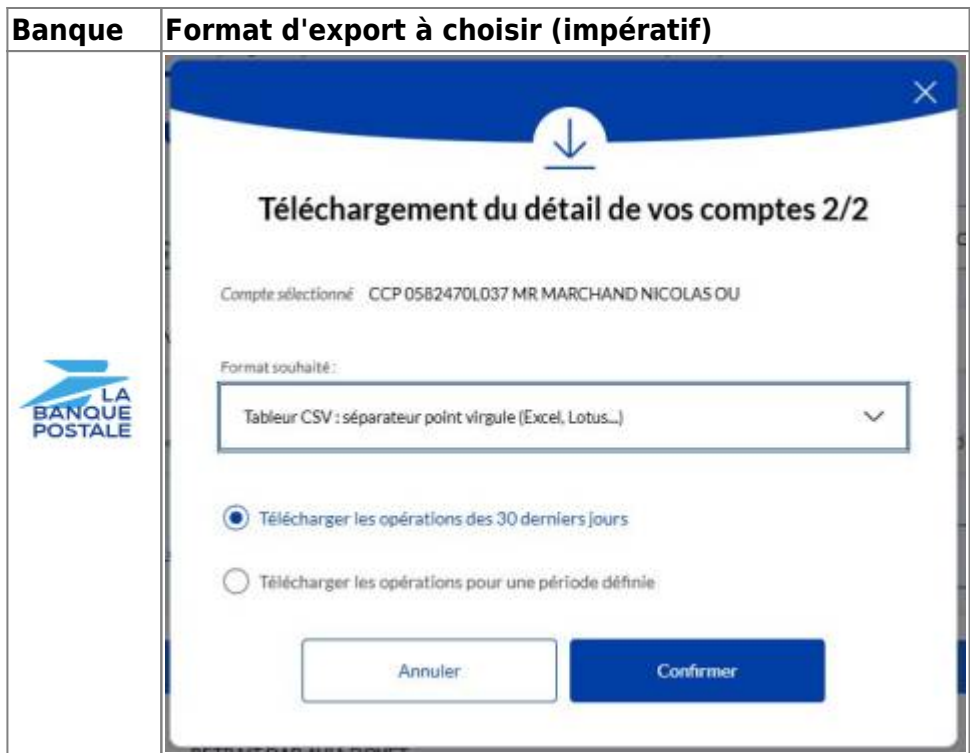 Banque
Format d'export à choisir (impératif)
Téléchargement du détail de vos comptes 2/2
Compte sélectionné CCP 0582470L037 MR MARCHAND NICOLAS OU
Format souhaité :
LA
BANQUE
POSTALE
Tableur CSV : séparateur point virgule (Excel, Lotus...)
Télécharger les opérations des 30 derniers jours
Télécharger les opérations pour une période définie
Annuler
Confirmer